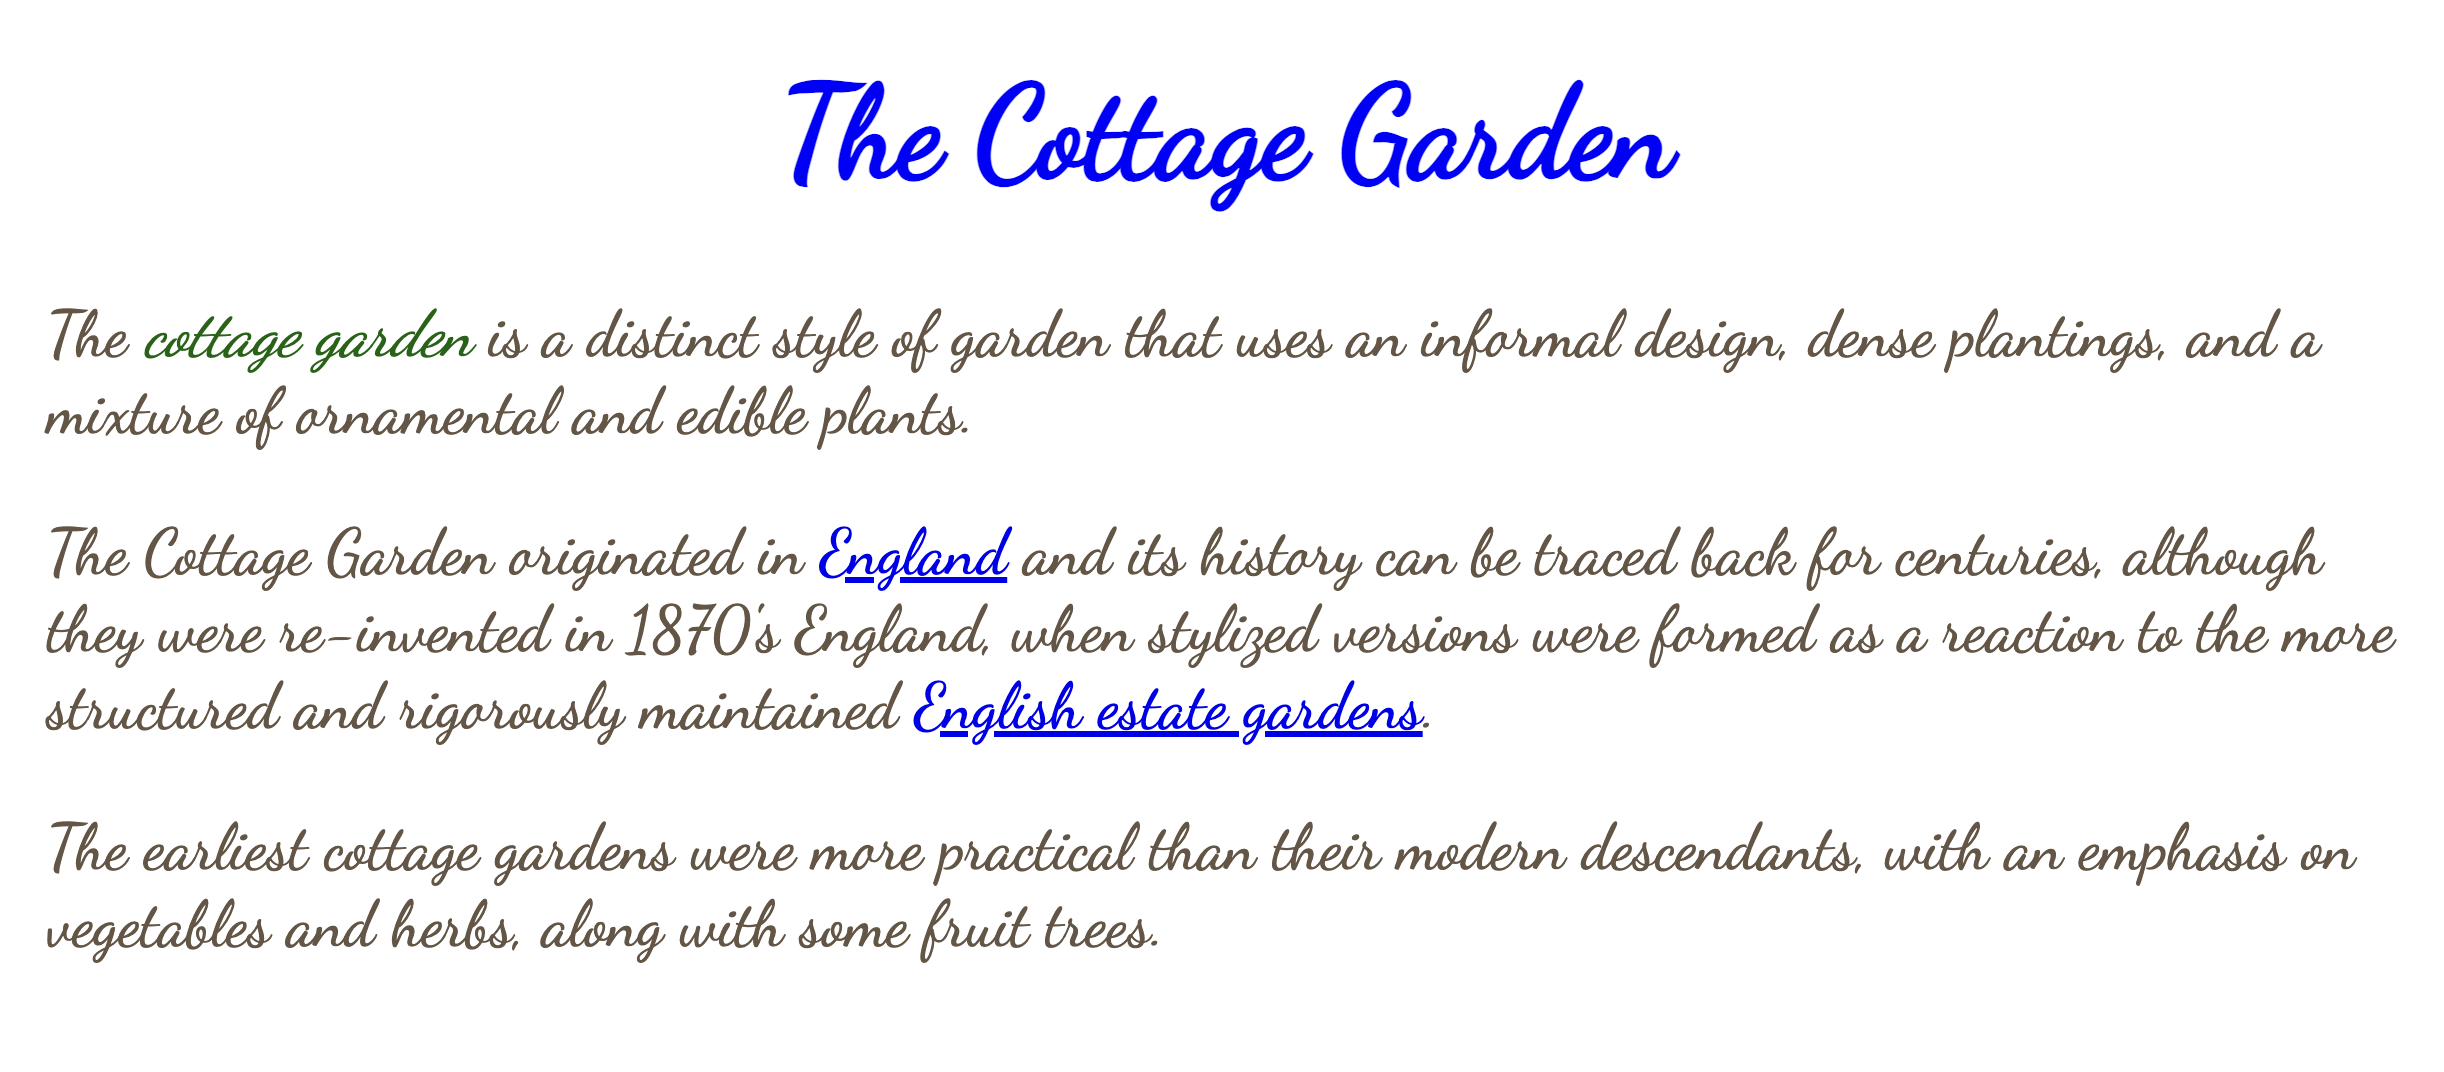 The Cottage Garden
The cottage garden is a distinct style of garden that uses an informal design, dense plantings, and a
mixture of ornamental and edible plants.
The Cottage Garden originated in England and its history can be traced back for centuries, although
they were re-invented in 1870's England, when stylized versions were formed as a reaction to the more
structured and rigorously maintained English estate gardens.
The earliest cottage gardens were more practical than their modern descendants, with an emphasis on
vegetables and herbs, along with some fruit trees.